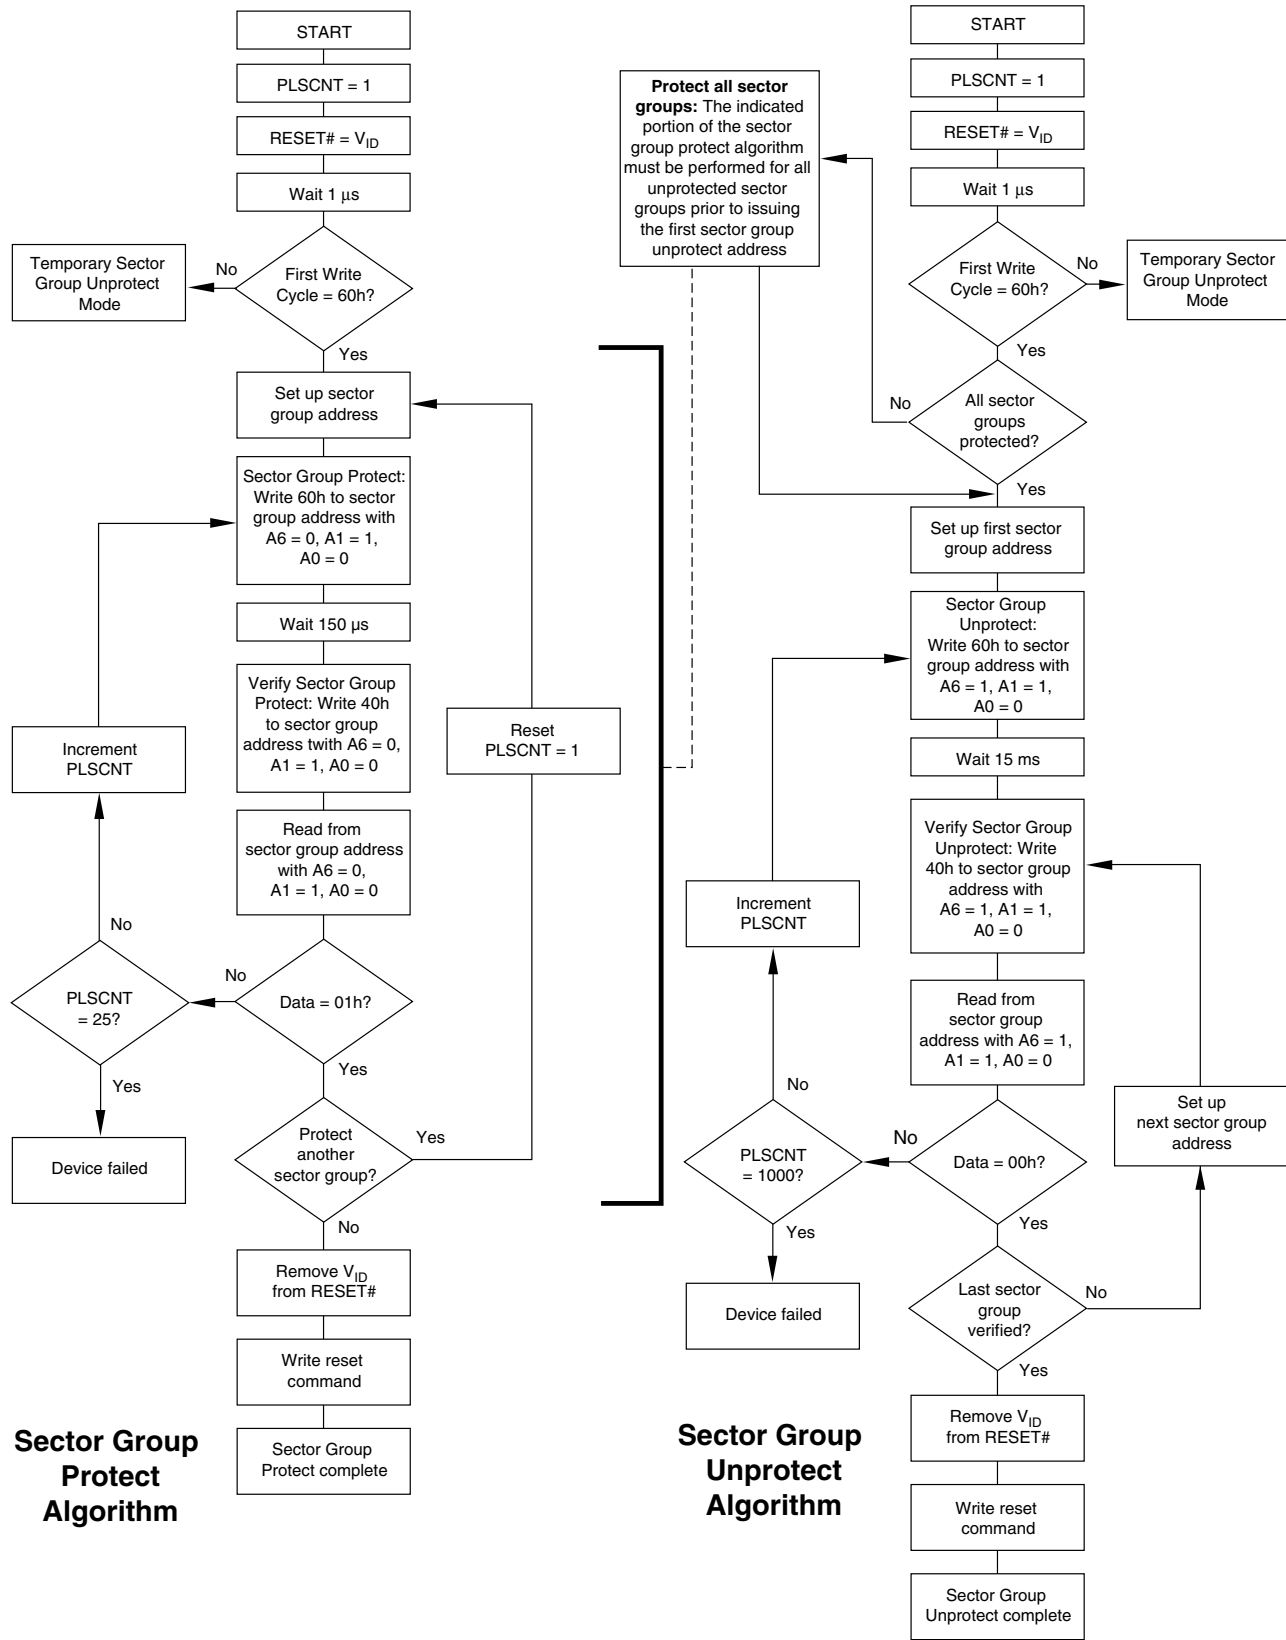 START
PLSCNT = 1
RESET# = VID
Wait 1 μs
First Write
Cycle = 60h?
No
Temporary Sector
Group Unprotect
Mode
Yes
Set up sector
group address
Sector Group Protect:
Write 60h to sector
group address with
A6 = 0, A1 = 1,
A0 = 0
Wait 150 µs
Verify Sector Group
Protect: Write 40h
to sector group
address twith A6 = 0,
A1 = 1, A0 = 0
Read from
sector group address
with A6 = 0,
A1 = 1, A0 = 0
Data = 01h?
No
PLSCNT
= 25?
No
Increment
PLSCNT
Yes
Device failed
Yes
Protect
another
sector group?
Yes
Reset
PLSCNT = 1
No
Remove VID
from RESET#
Write reset
command
Sector Group
Protect complete
Sector Group
Protect
Algorithm
Protect all sector
groups: The indicated
portion of the sector
group protect algorithm
must be performed for all
unprotected sector
groups prior to issuing
the first sector group
unprotect address
START
PLSCNT = 1
RESET# = VID
Wait 1 μs
First Write
Cycle = 60h?
No
Temporary Sector
Group Unprotect
Mode
Yes
All sector
groups
protected?
No
Yes
Set up first sector
group address
Sector Group
Unprotect:
Write 60h to sector
group address with
A6 = 1, A1 = 1,
A0 = 0
Wait 15 ms
Verify Sector Group
Unprotect: Write
40h to sector group
address with
A6 = 1, A1 = 1,
A0 = 0
Read from
sector group
address with A6 = 1,
A1 = 1, A0 = 0
Data = 00h?
No
PLSCNT
= 1000?
No
Increment
PLSCNT
Yes
Device failed
Yes
Last sector
group
verified?
No
Set up
next sector group
address
Yes
Remove VID
from RESET#
Write reset
command
Sector Group
Unprotect complete
Sector Group
Unprotect
Algorithm